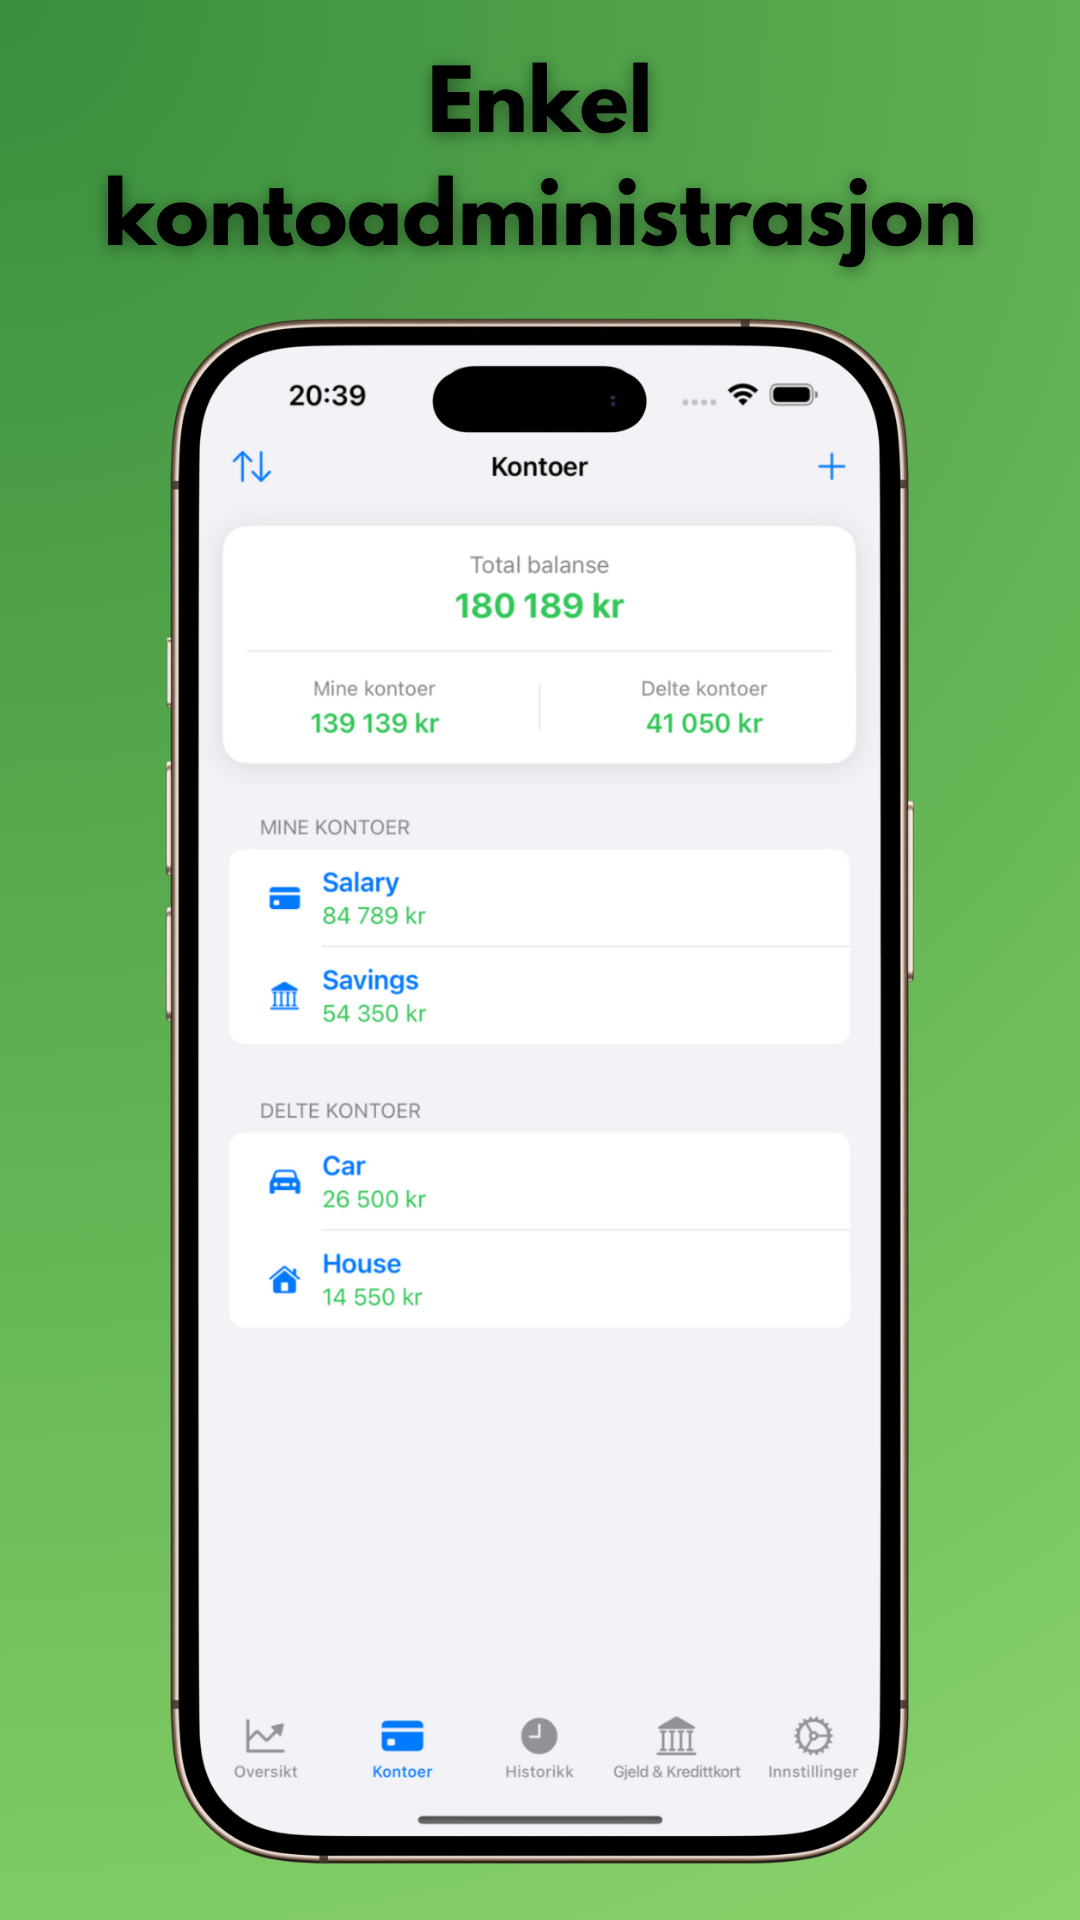 Enkel
kontoadministrasjon
20:39
Kontoer
Total balanse
180 189 kr
Mine kontoer
Delte kontoer
139 139 kr
41 050 kr
MINE KONTOER
Salary
84 789 kr
Savings
54 350 kr
DELTE KONTOER
Car
26 500 kr
House
14 550 kr
Oversikt
Kontoer
Historikk
Gjeld & Kredittkort
Innstillinger